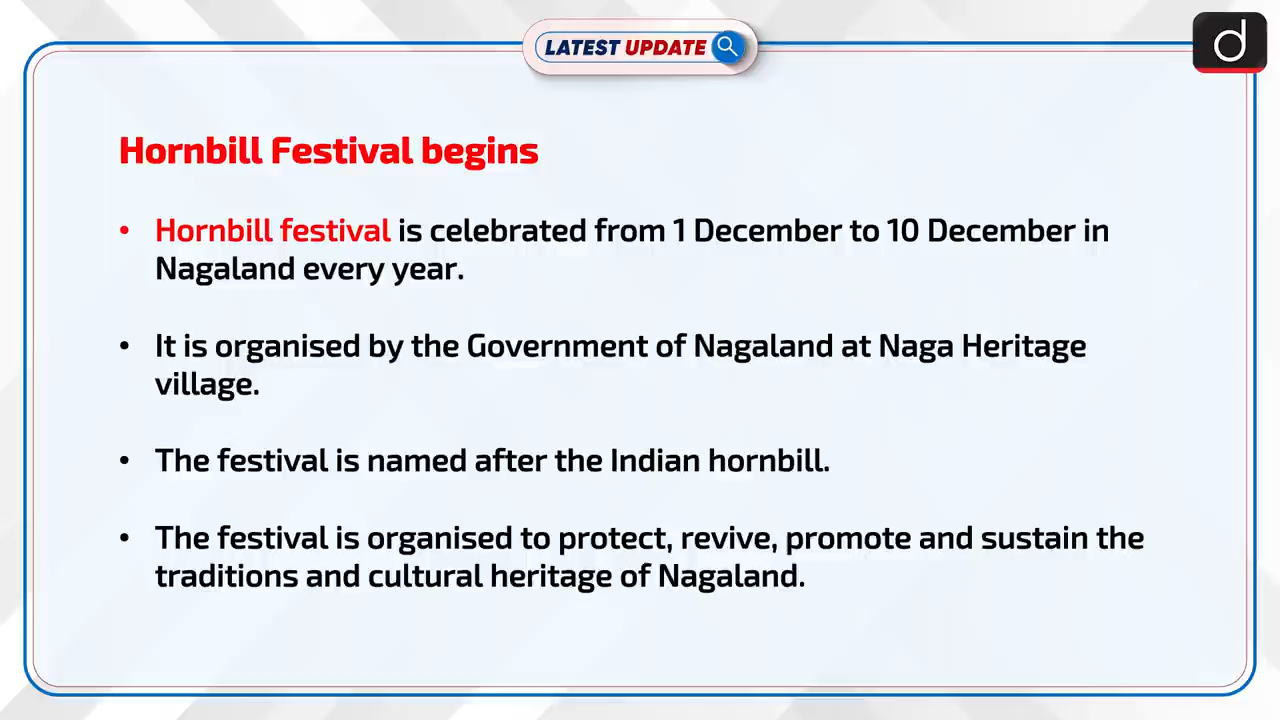 LATEST UPDATE
d
Hornbill Festival begins
• Hornbill festival is celebrated from 1 December to 10 December in
Nagaland every year.
• It is organised by the Government of Nagaland at Naga Heritage
village.
• The festival is named after the Indian hornbill.
• The festival is organised to protect, revive, promote and sustain the
traditions and cultural heritage of Nagaland.